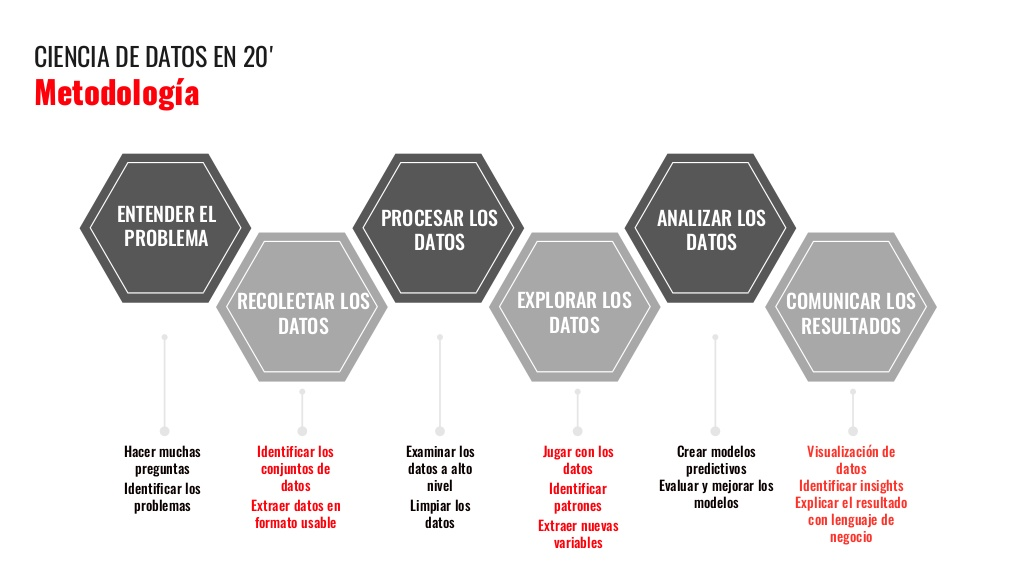 CIENCIA DE DATOS EN 20'
Metodología
ENTENDER EL
PROBLEMA
RECOLECTAR LOS
DATOS
PROCESAR LOS
DATOS
EXPLORAR LOS
DATOS
ANALIZAR LOS
DATOS
COMUNICAR LOS
RESULTADOS
Hacer muchas
preguntas
Identificar los
problemas
Identificar los
conjuntos de
datos
Extraer datos en
formato usable
Examinar los
datos a alto
nivel
Limpiar los
datos
Jugar con los
datos
Identificar
patrones
Extraer nuevas
variables
Crear modelos
predictivos
Evaluar y mejorar los
modelos
Visualización de
datos
Identificar insights
Explicar el resultado
con lenguaje de
negocio